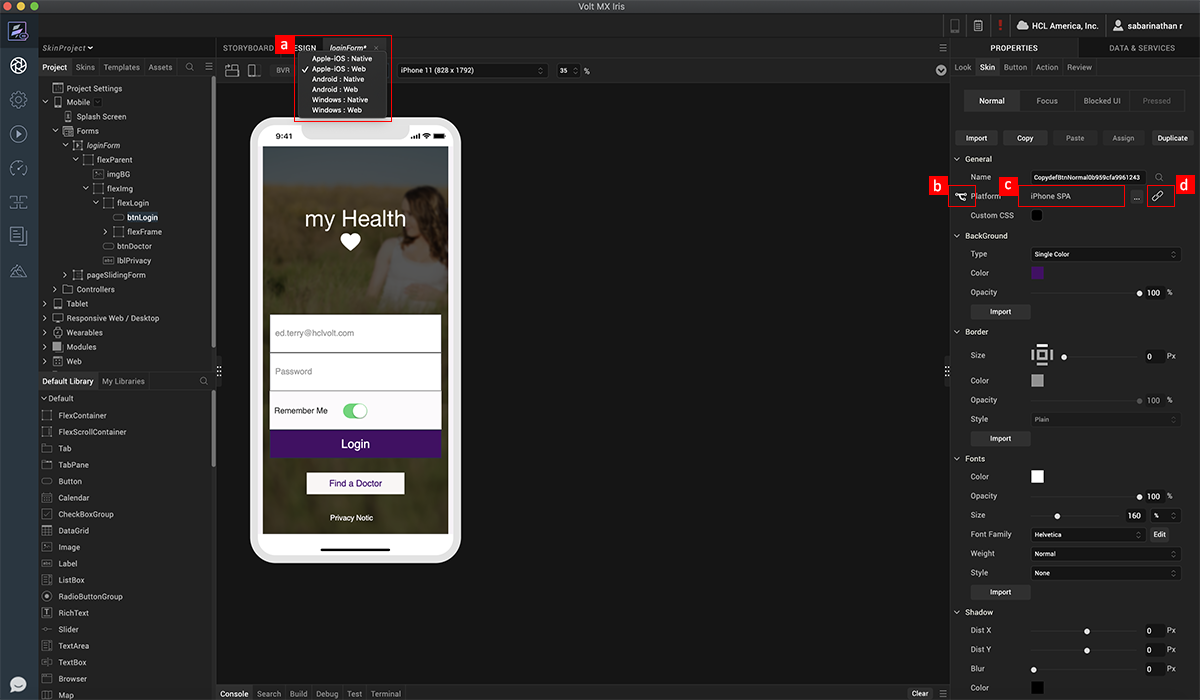 Volt MX Iris
HCL America, Inc.
sabarinathan r
SkinProject
STORYBOARD
ESIGN
loginForm*
PROPERTIES
DATA & SERVICES
a
Project Skins Templates Assets
BVR
Apple-iOS : Native
Apple-iOS : Web
Android : Native
Android : Web
Windows : Native
Windows : Web
iPhone 11 (828 x 1792)
35 %
Look Skin Button Action Review
Project Settings
Mobile
Splash Screen
Forms
loginForm
flexParent
imgBG
flexImg
flexLogin
btnLogin
flexFrame
btnDoctor
lblPrivacy
pageSlidingForm
Controllers
Tablet
Responsive Web / Desktop
Wearables
Modules
Web
Default Library My Libraries
Default
FlexContainer
FlexScrollContainer
Tab
TabPane
Button
Calendar
CheckBoxGroup
DataGrid
Image
Label
ListBox
RadioButtonGroup
RichText
Slider
TextArea
TextBox
Browser
Map
9:41
my Health
ed.terry@hclvolt.com
Password
Remember Me
Login
Find a Doctor
Privacy Notic
Console Search Build Debug Test Terminal
Clear
Normal Focus Blocked UI Pressed
Import Copy Paste Assign Duplicate
General
Name CopydefBtnNormal0b959cfa9961243
b c d
Platform iPhone SPA ...
Custom CSS
BackGround
Type Single Color
Color
Opacity 100 %
Import
Border
Size 0 Px
Color
Opacity 100 %
Style Plain
Import
Fonts
Color
Opacity 100 %
Size 160 %
Font Family Helvetica Edit
Weight Normal
Style None
Import
Shadow
Dist X 0 Px
Dist Y 0 Px
Blur 0 Px
Color